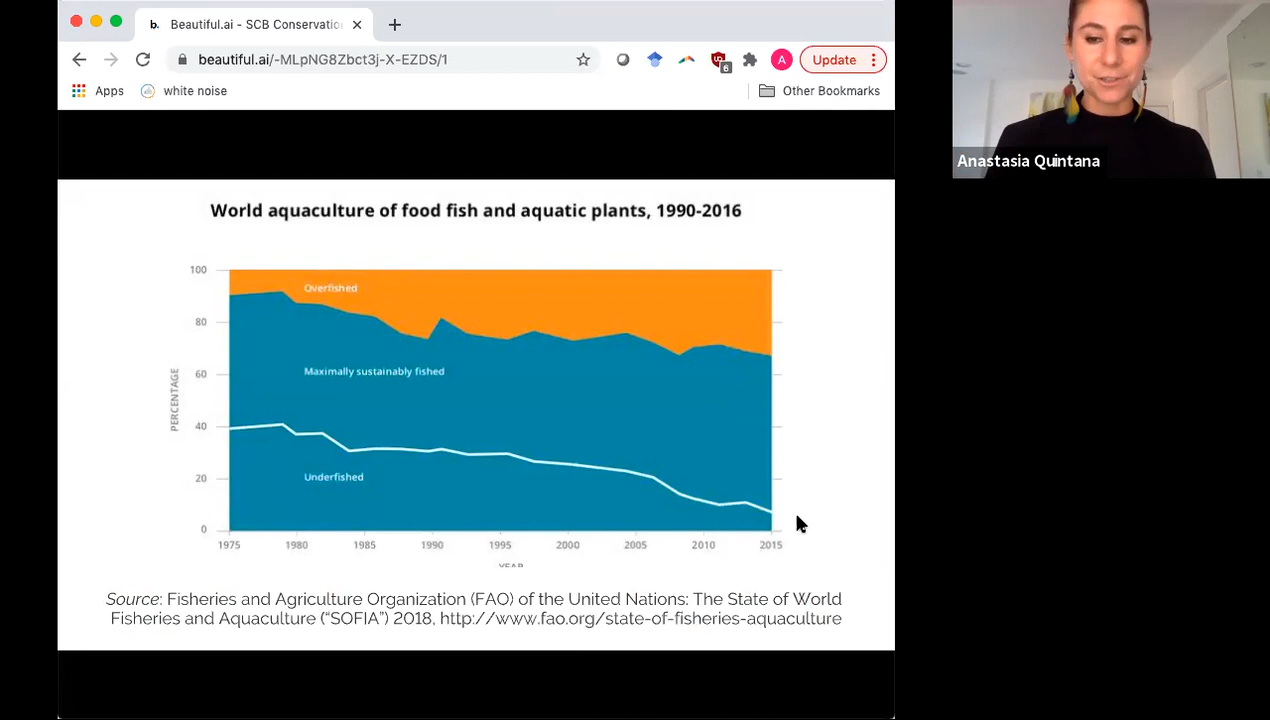 b.
Beautiful.ai - SCB Conservatio
beautiful.ai/-MLpNG8Zbct3j-X-EZDS/1
6
A
Update
Apps
white noise
Other Bookmarks
Anastasia Quintana
World aquaculture of food fish and aquatic plants, 1990-2016
100
80
60
40
20
0
PERCENTAGE
Overfished
Maximally sustainably fished
Underfished
1975 1980 1985 1990 1995 2000 2005 2010 2015
YEAR
Source: Fisheries and Agriculture Organization (FAO) of the United Nations: The State of World
Fisheries and Aquaculture (“SOFIA”) 2018, http://www.fao.org/state-of-fisheries-aquaculture